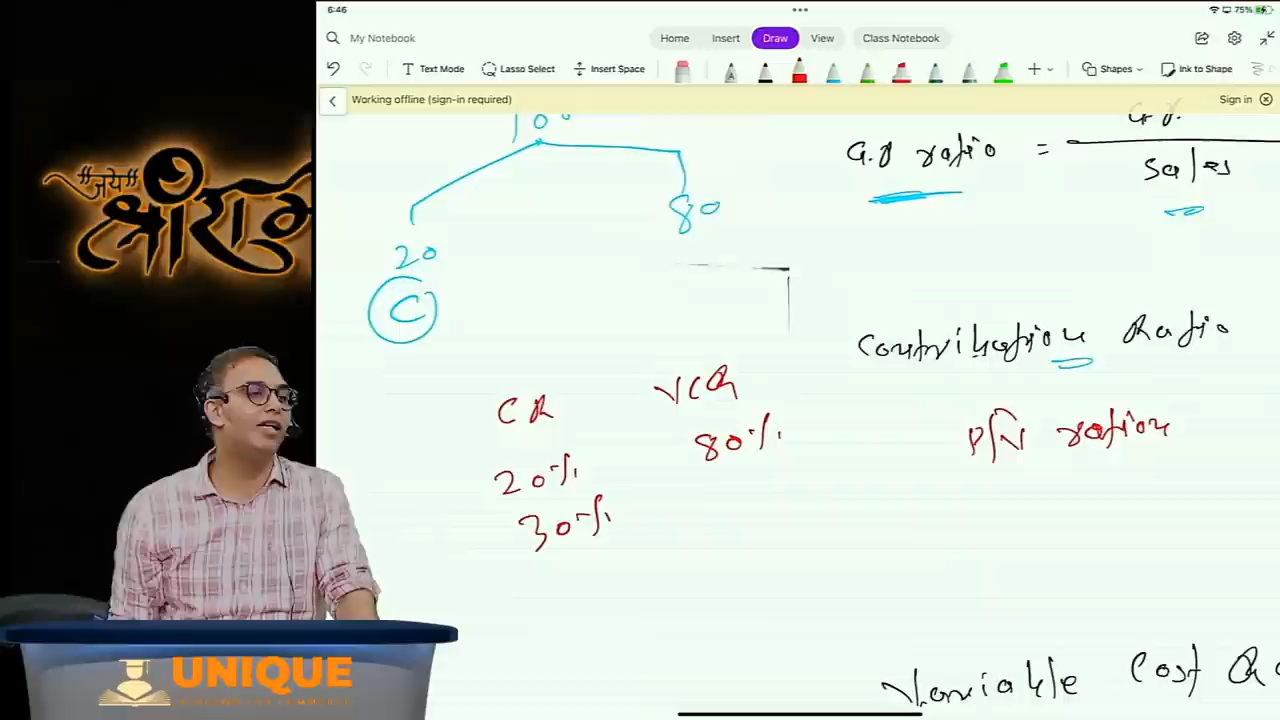 6:46
75%
My Notebook
Home Insert Draw View Class Notebook
Text Mode Lasso Select Insert Space Shapes Ink to Shape
Working offline (sign-in required) Sign in
100
G.P ratio =
sales
80
20
C
#जय#
श्रीराम
Contribution Ratio
CR VCR
80%
P/V ration
20%
30%
Variable Cost Ra
UNIQUE